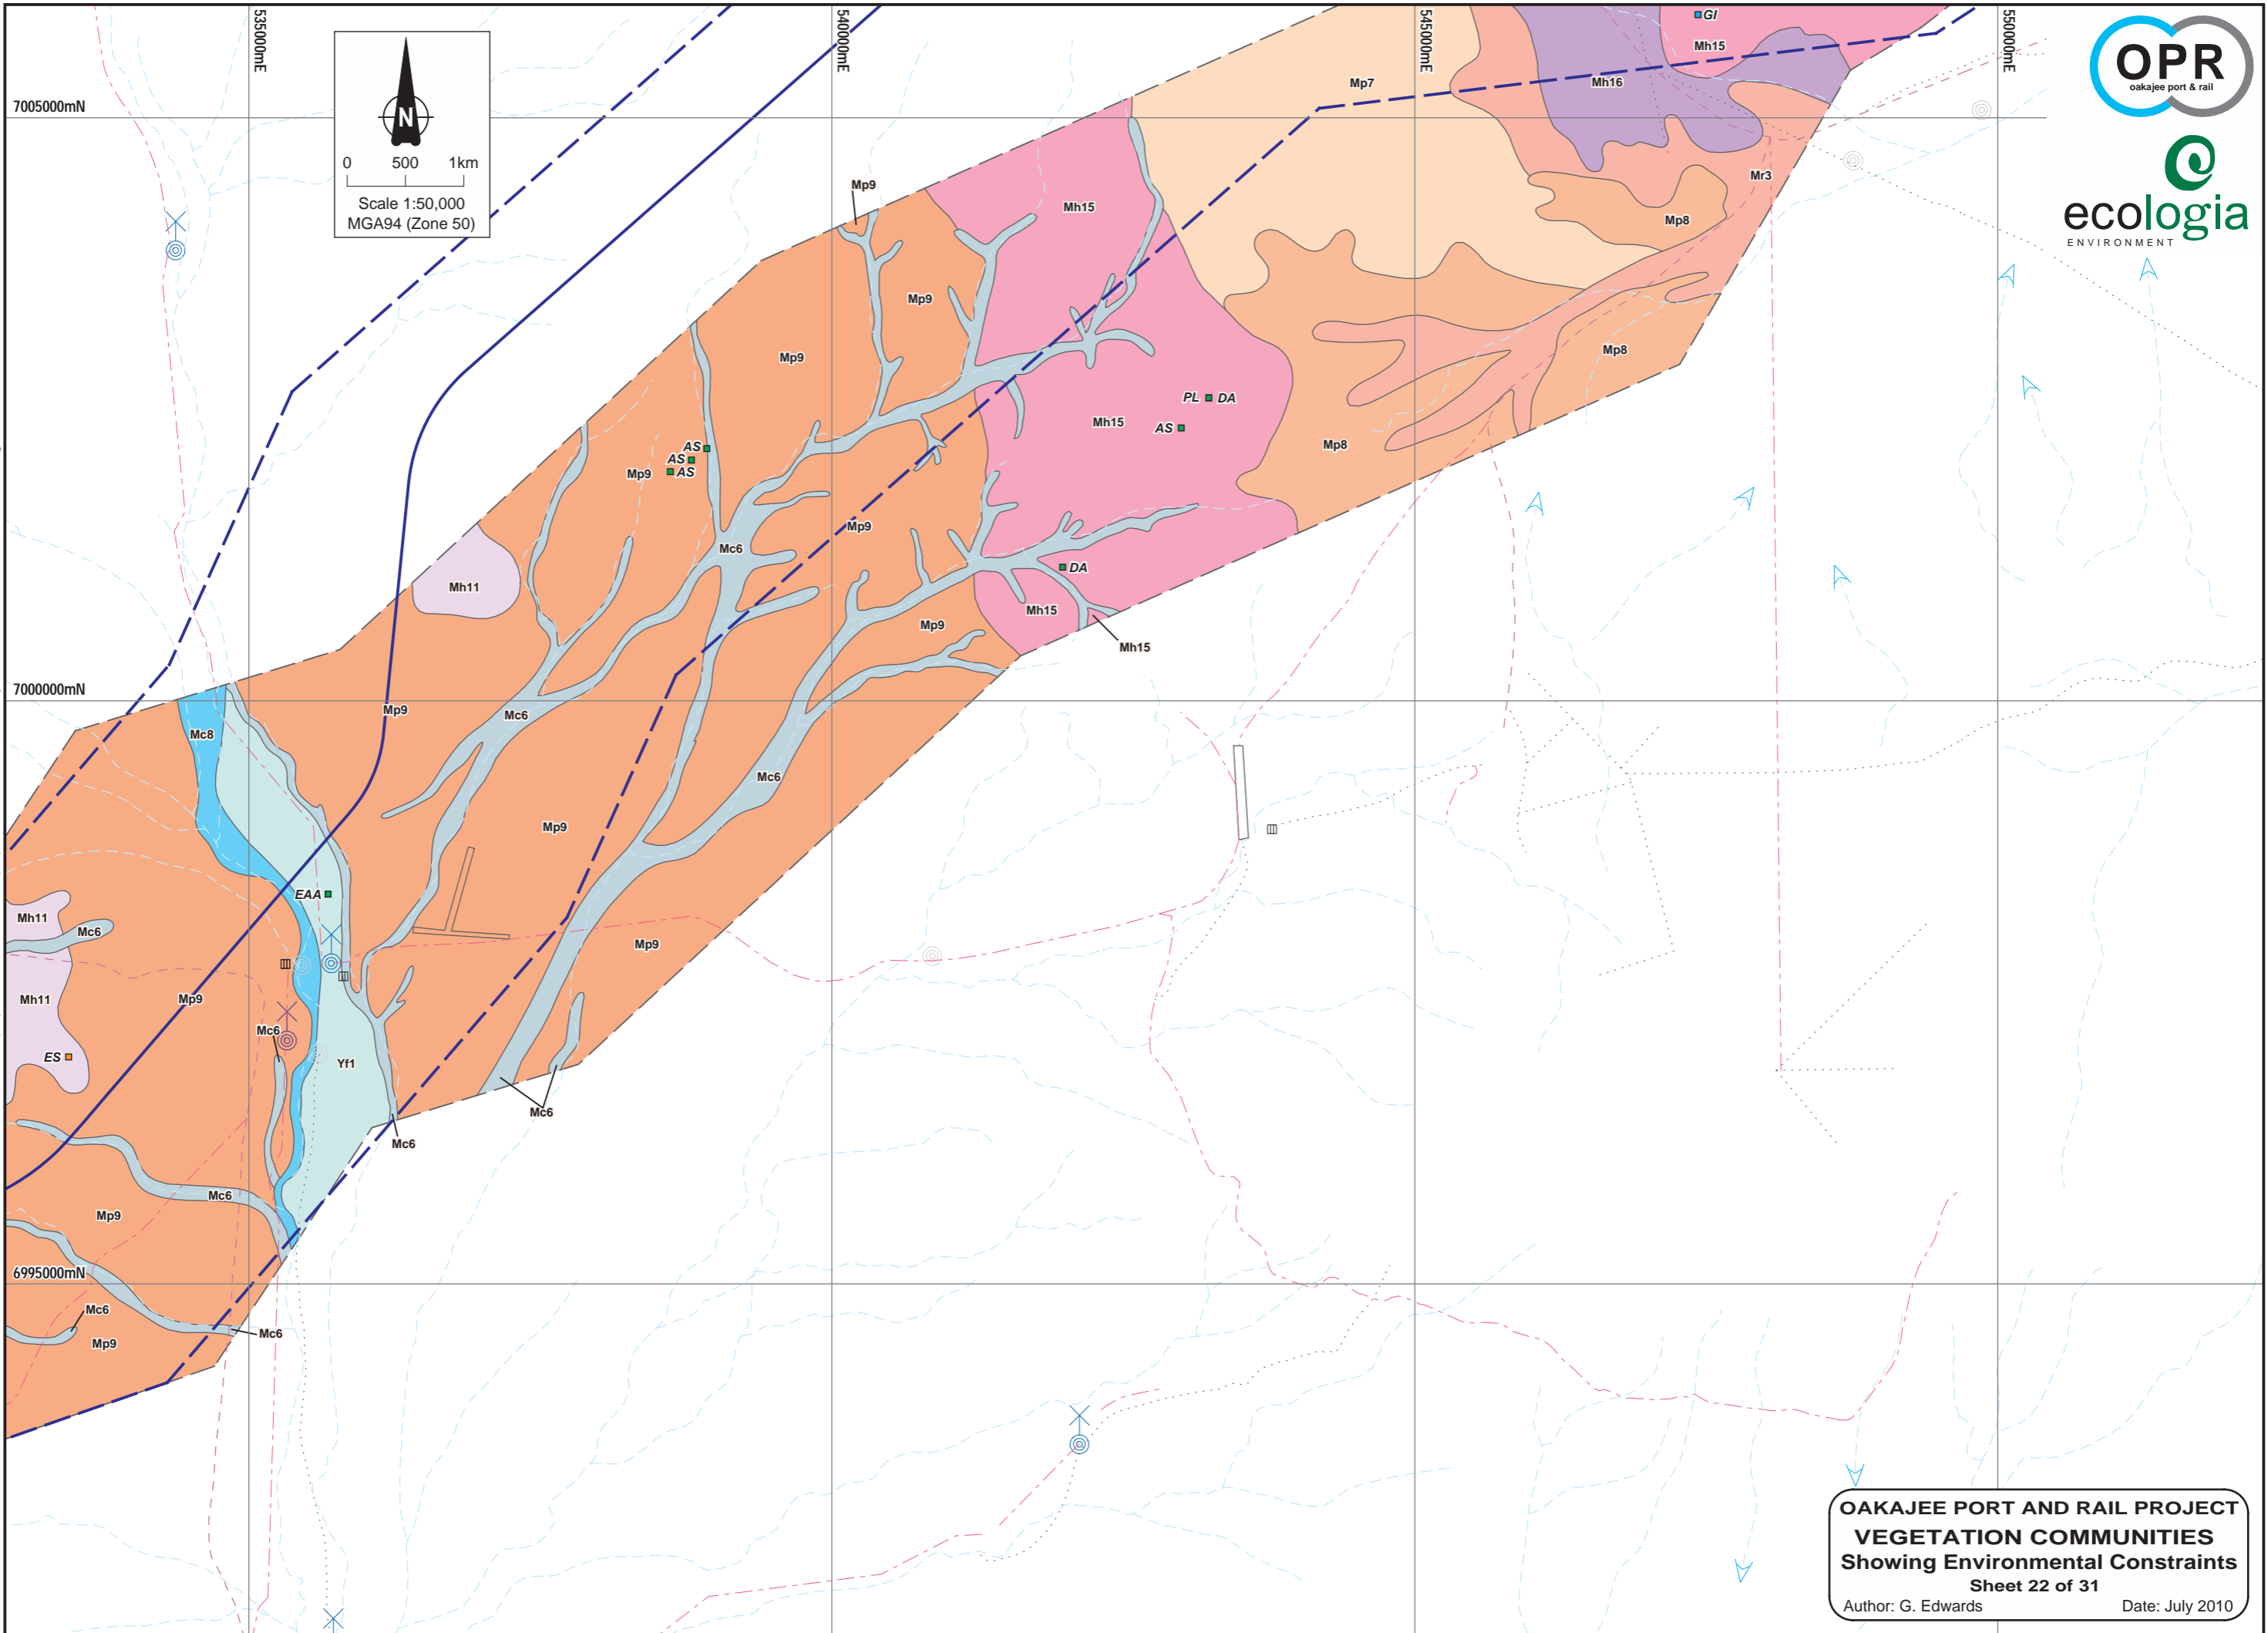 535000mE
540000mE
545000mE
550000mE
7005000mN
7000000mN
6995000mN
N
0 500 1km
Scale 1:50,000
MGA94 (Zone 50)
OPR
oakajee port & rail
ecologia
ENVIRONMENT
GI
Mh15
Mp7
Mh16
Mr3
Mp9
Mh15
Mp8
Mp9
Mp9
Mp8
PL DA
Mh15
AS
Mp8
AS
AS
Mp9
AS
Mp9
Mc6
Mh11
DA
Mh15
Mp9
Mh15
Mp9
Mc6
Mc8
Mc6
Mp9
EAA
Mh11
Mc6
Mp9
Mh11
Mp9
Mc6
ES
Yf1
Mc6
Mc6
Mc6
Mp9
Mc6
Mc6
Mp9
OAKAJEE PORT AND RAIL PROJECT
VEGETATION COMMUNITIES
Showing Environmental Constraints
Sheet 22 of 31
Author: G. Edwards Date: July 2010